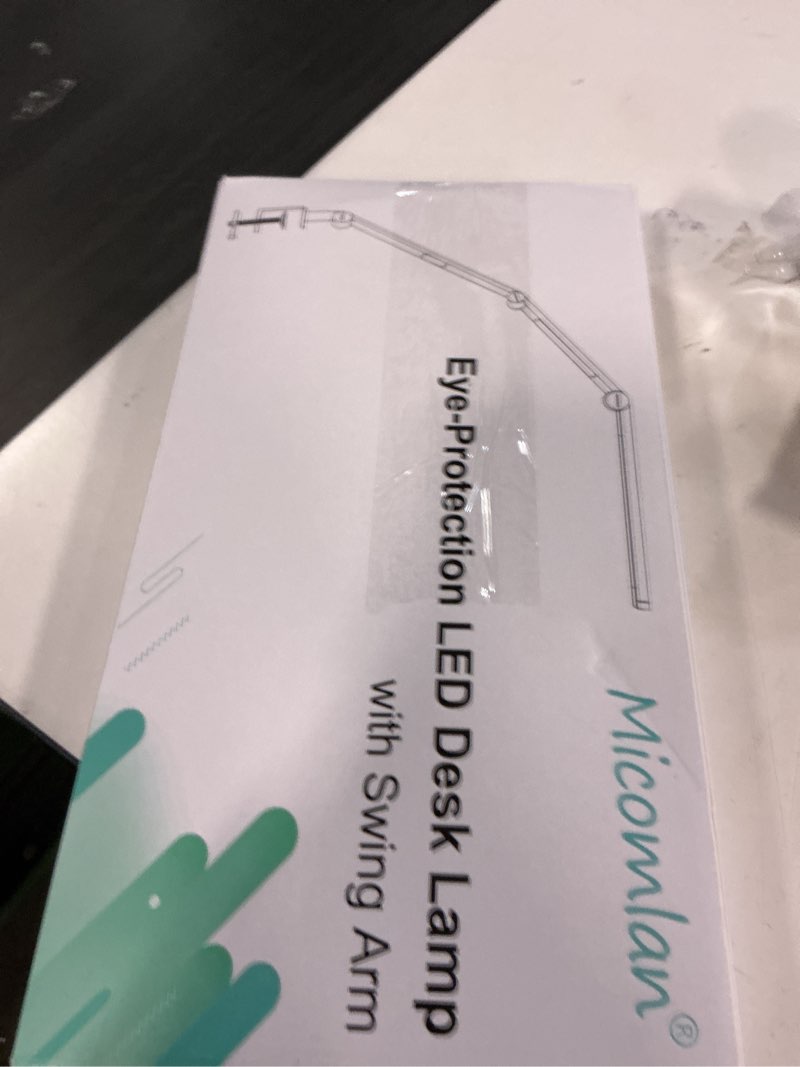 Micomlan®
Eye-Protection LED Desk Lamp
with Swing Arm